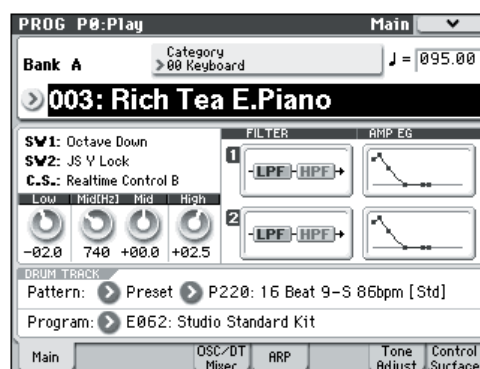 PROG P0:Play Main
Bank A
Category
00 Keyboard
♩ = 095.00
003: Rich Tea E.Piano
SW1: Octave Down
SW2: JS Y Lock
C.S.: Realtime Control B
Low Mid[Hz] Mid High
-02.0 740 +00.0 +02.5
FILTER AMP EG
1 LPF HPF
2 LPF HPF
DRUM TRACK
Pattern: Preset P220: 16 Beat 9-S 86bpm [Std]
Program: E062: Studio Standard Kit
Main OSC/DT Mixer ARP Tone Adjust Control Surface